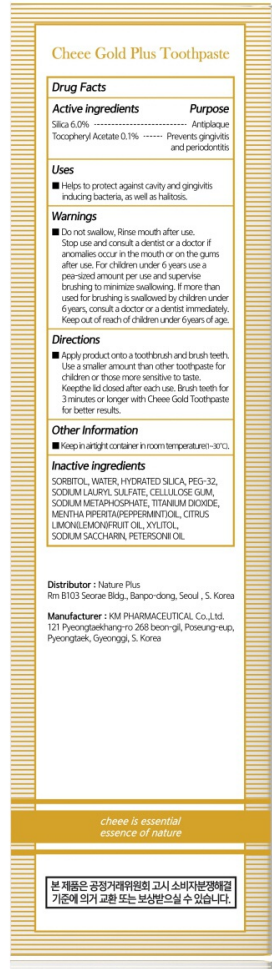 Cheee Gold Plus Toothpaste
Drug Facts
Active ingredients Purpose
Silica 6.0% ---------------------------- Antiplaque
Tocopheryl Acetate 0.1% ------ Prevents gingivitis
and periodontitis
Uses
■ Helps to protect against cavity and gingivitis
inducing bacteria, as well as halitosis.
Warnings
■ Do not swallow, Rinse mouth after use.
Stop use and consult a dentist or a doctor if
anomalies occur in the mouth or on the gums
after use. For children under 6 years use a
pea-sized amount per use and supervise
brushing to minimize swallowing. If more than
used for brushing is swallowed by children under
6 years, consult a doctor or a dentist immediately.
Keep out of reach of children under 6years of age.
Directions
■ Apply product onto a toothbrush and brush teeth.
Use a smaller amount than other toothpaste for
children or those more sensitive to taste.
Keepthe lid closed after each use. Brush teeth for
3 minutes or longer with Cheee Gold Toothpaste
for better results.
Other Information
■ Keep in airtight container in room temperature(1~30°C).
Inactive ingredients
SORBITOL, WATER, HYDRATED SILICA, PEG-32,
SODIUM LAURYL SULFATE, CELLULOSE GUM,
SODIUM METAPHOSPHATE, TITANIUM DIOXIDE,
MENTHA PIPERITA(PEPPERMINT)OIL, CITRUS
LIMON(LEMON)FRUIT OIL, XYLITOL,
SODIUM SACCHARIN, PETERSONII OIL
Distributor : Nature Plus
Rm B103 Seorae Bldg., Banpo-dong, Seoul , S. Korea
Manufacturer : KM PHARMACEUTICAL Co.,Ltd.
121 Pyeongtaekhang-ro 268 beon-gil, Poseung-eup,
Pyeongtaek, Gyeonggi, S. Korea
cheee is essential
essence of nature
본 제품은 공정거래위원회 고시 소비자분쟁해결
기준에 의거 교환 또는 보상받으실 수 있습니다.